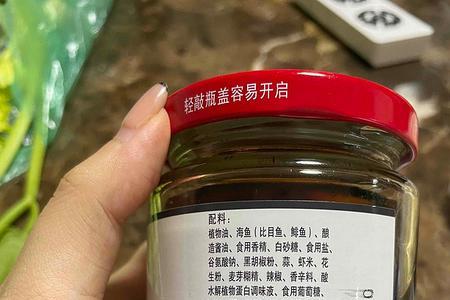 轻敲瓶盖容易开启
配料:
植物油、海鱼(比目鱼、鳀鱼)、酿
造酱油、食用香精、白砂糖、食用盐
谷氨酸钠、黑胡椒粉、蒜、虾米、花
生粉、麦芽糊精、辣椒、香辛料、酸
水解植物蛋白调味液、食用葡萄糖、